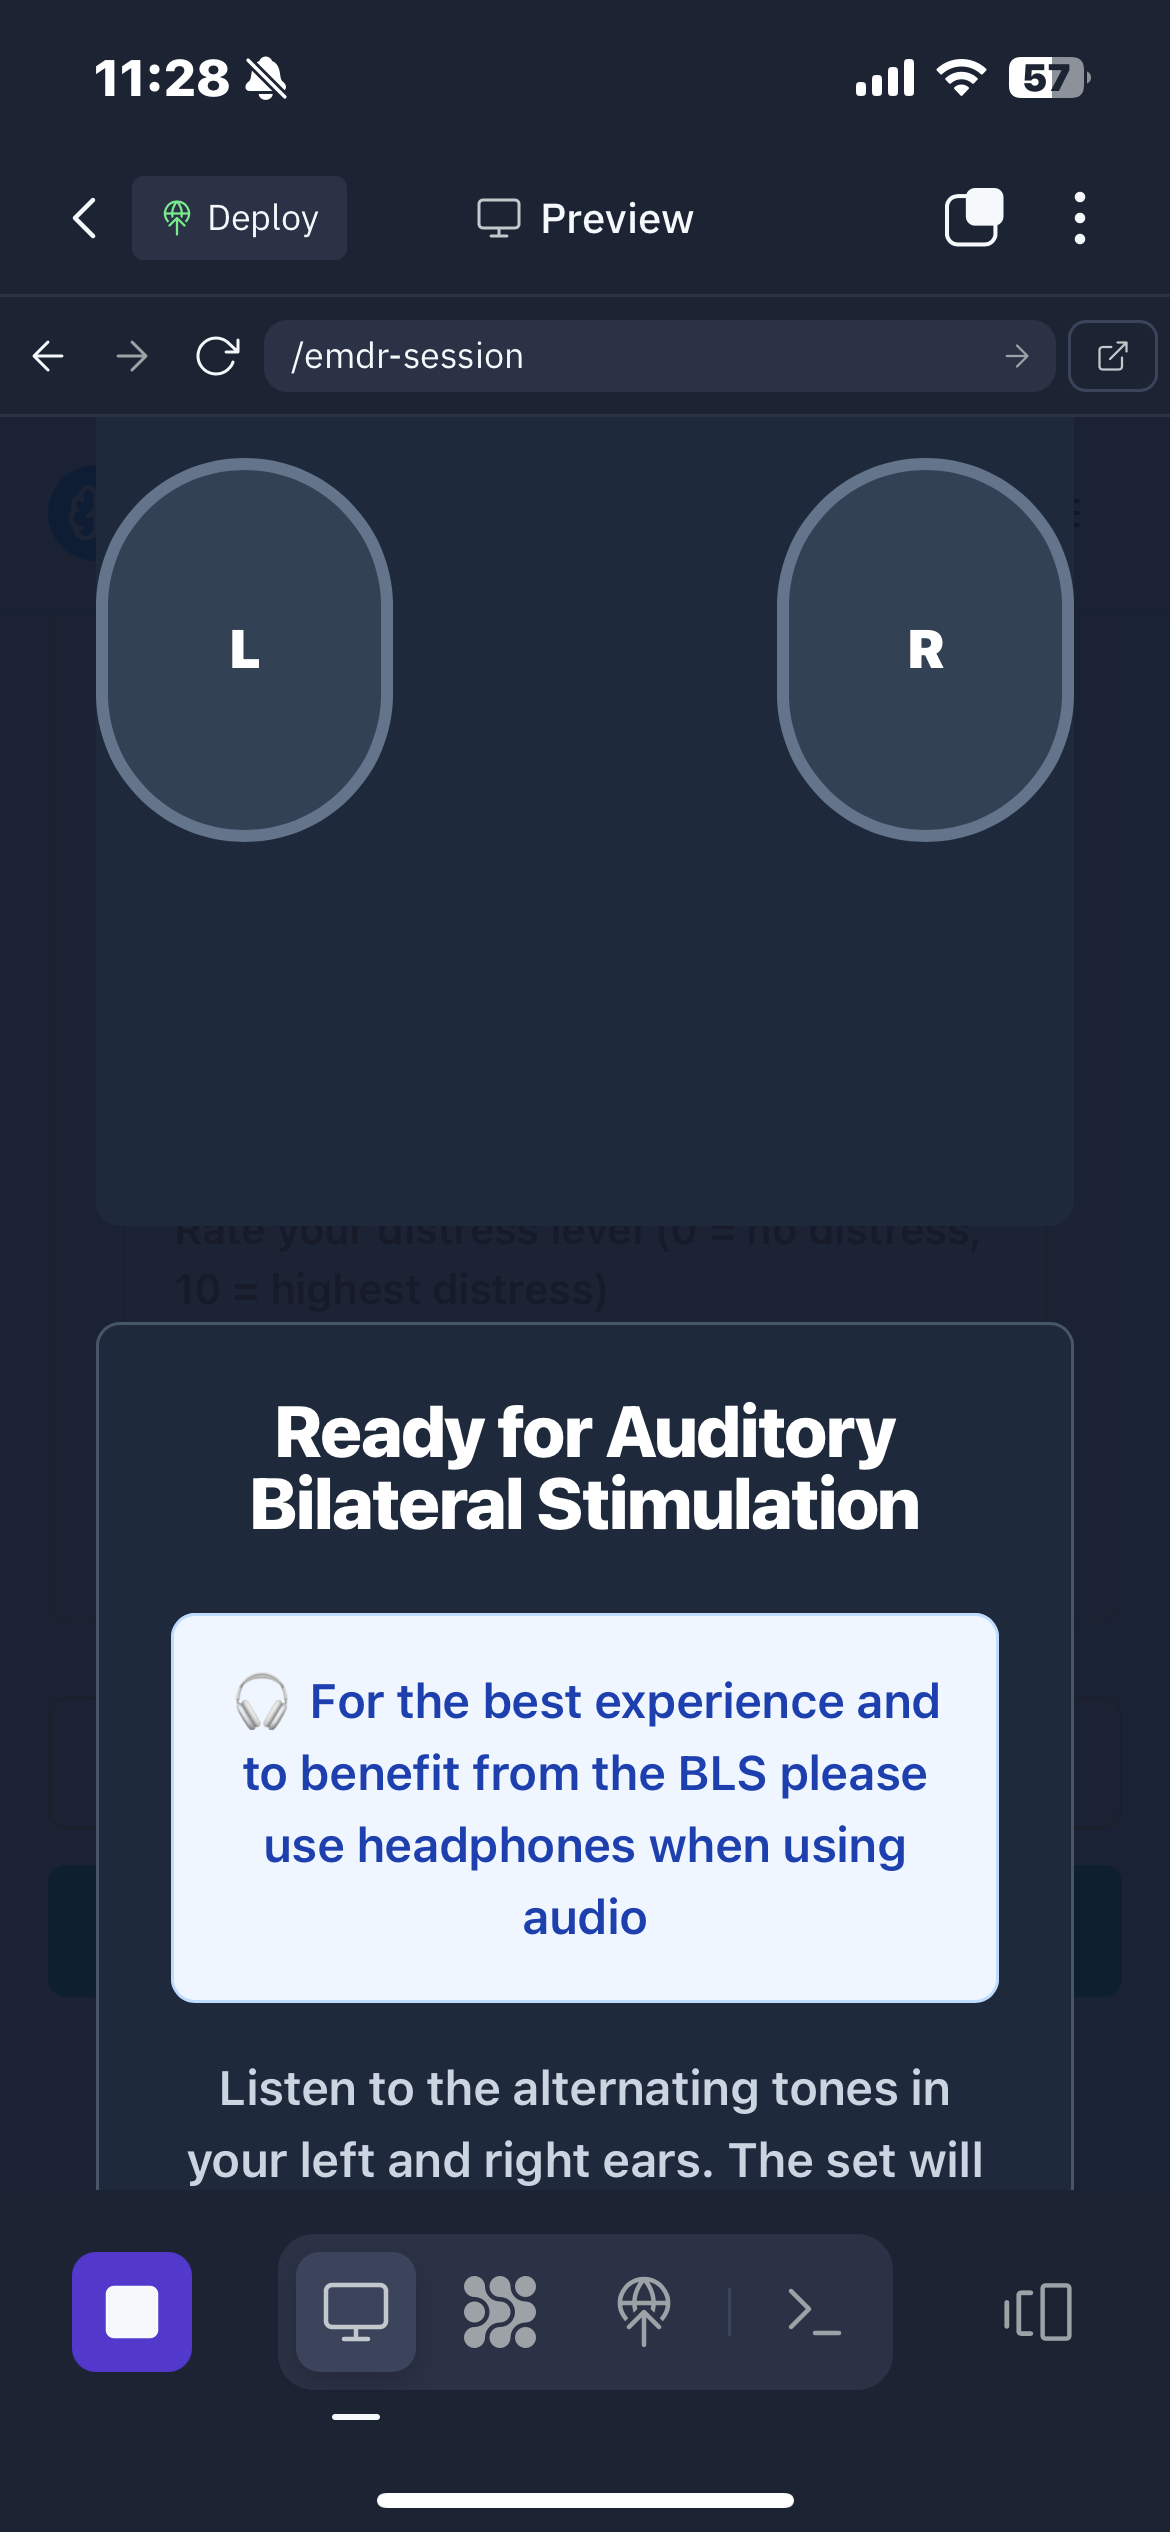 11:28
57
Deploy
Preview
/emdr-session
L
R
Rate your distress level (0 = no distress,
10 = highest distress)
Ready for Auditory
Bilateral Stimulation
For the best experience and
to benefit from the BLS please
use headphones when using
audio
Listen to the alternating tones in
your left and right ears. The set will